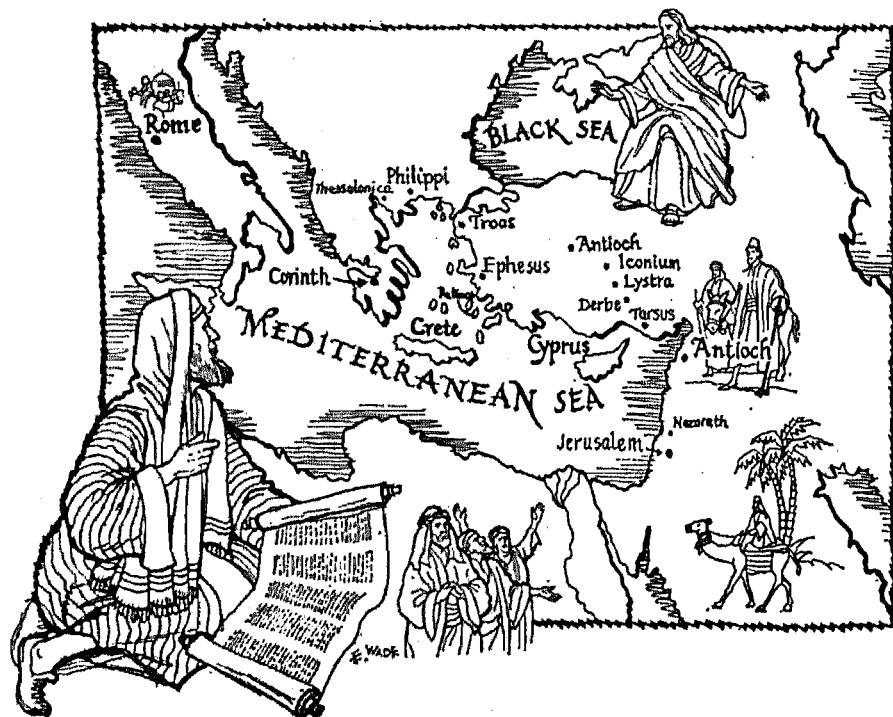 Rome
BLACK SEA
Thessalonica
Philippi
Troas
Antioch
Iconium
Ephesus
Lystra
Corinth
Derbe
Tarsus
Patmos
Crete
Cyprus
Antioch
MEDITERRANEAN SEA
Nazareth
Jerusalem
E. WADE